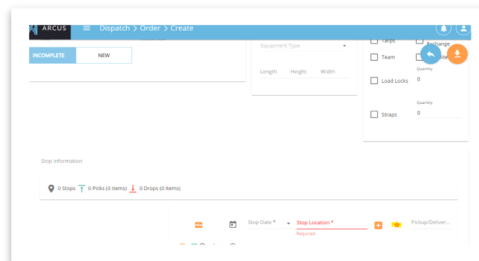 ARCUS
Dispatch > Order > Create
INCOMPLETE
NEW
Equipment Type
Length Height Width
Tarps
Exchange
Team
Load Locks
Quantity
0
Straps
Quantity
0
Stop Information
0 Stops 0 Picks (0 Items) 0 Drops (0 Items)
Stop Date * Stop Location * Pickup/Deliver...
Required